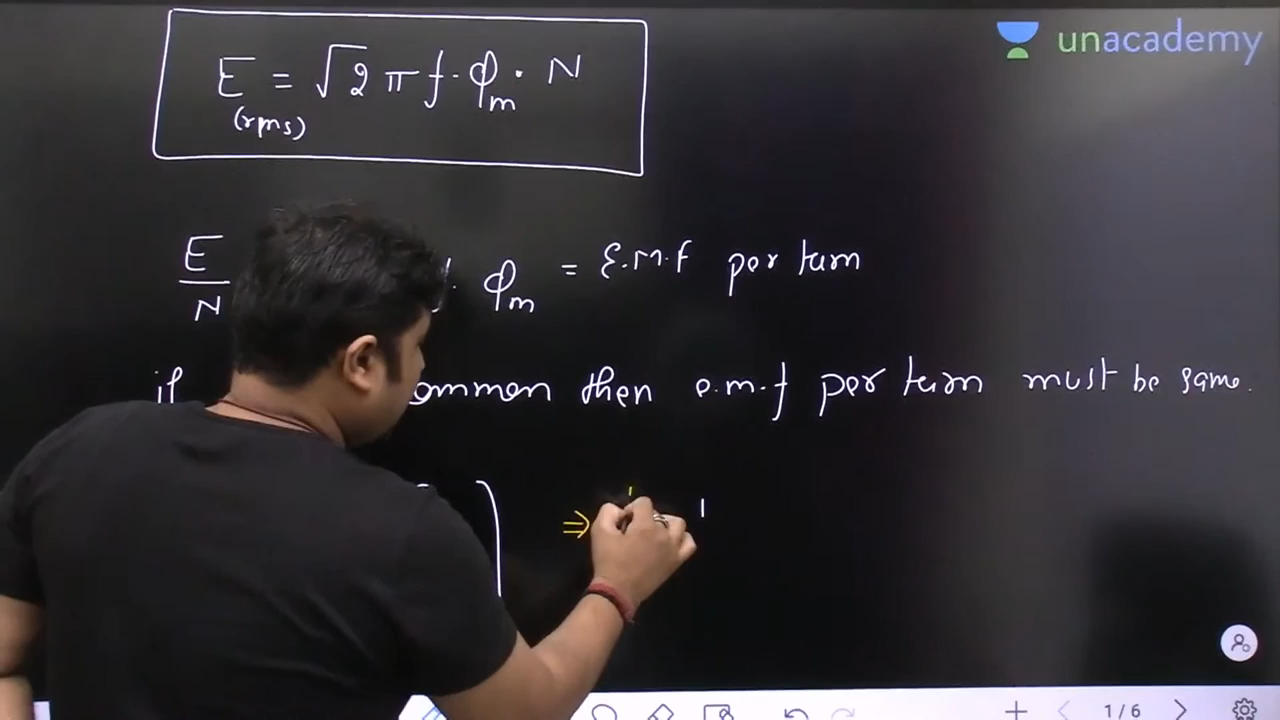 unacademy
E = √2 π f. φm . N
(rms)
E
N
φm = E.M.F per turn
if
ommon then e.m.f per turn must be same.
⇒
1/6